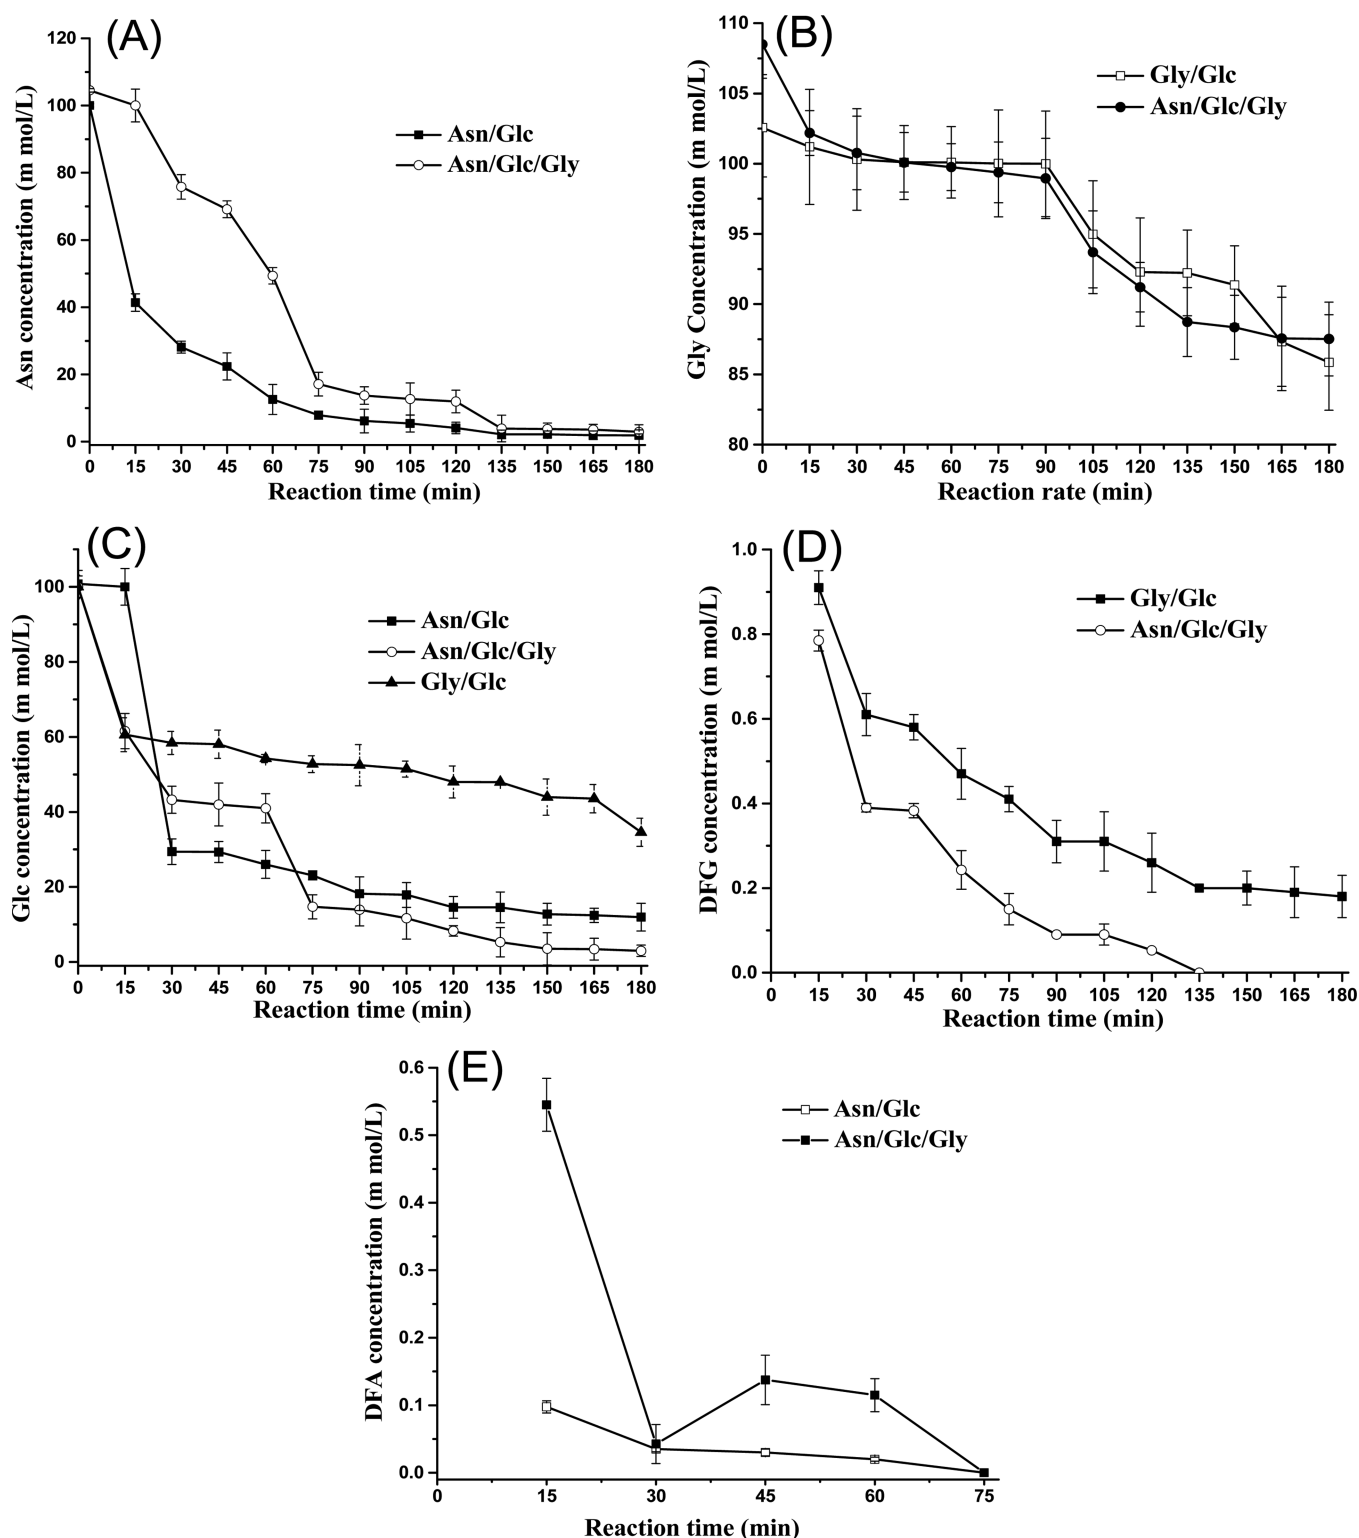 (A)
120
100
80
60
40
20
0
Asn concentration (m mol/L)
Asn/Glc
Asn/Glc/Gly
0 15 30 45 60 75 90 105 120 135 150 165 180
Reaction time (min)
(B)
110
105
100
95
90
85
80
Gly Concentration (m mol/L)
Gly/Glc
Asn/Glc/Gly
0 15 30 45 60 75 90 105 120 135 150 165 180
Reaction rate (min)
(C)
100
80
60
40
20
0
Glc concentration (m mol/L)
Asn/Glc
Asn/Glc/Gly
Gly/Glc
0 15 30 45 60 75 90 105 120 135 150 165 180
Reaction time (min)
(D)
1.0
0.8
0.6
0.4
0.2
0.0
DFG concentration (m mol/L)
Gly/Glc
Asn/Glc/Gly
0 15 30 45 60 75 90 105 120 135 150 165 180
Reaction time (min)
(E)
0.6
0.5
0.4
0.3
0.2
0.1
0.0
DFA concentration (m mol/L)
Asn/Glc
Asn/Glc/Gly
0 15 30 45 60 75
Reaction time (min)